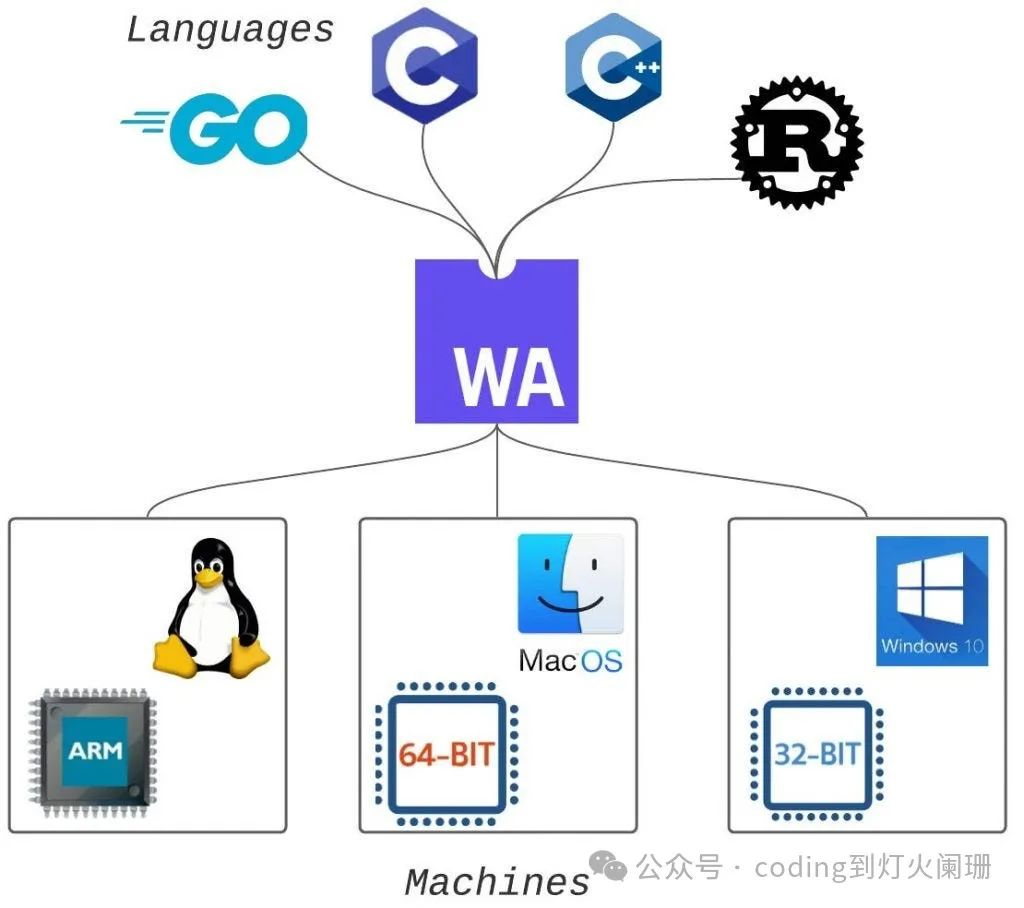 Languages
GO
C
C++
R
WA
MacOS
Windows 10
ARM
64-BIT
32-BIT
Machines
公众号 · coding到灯火阑珊